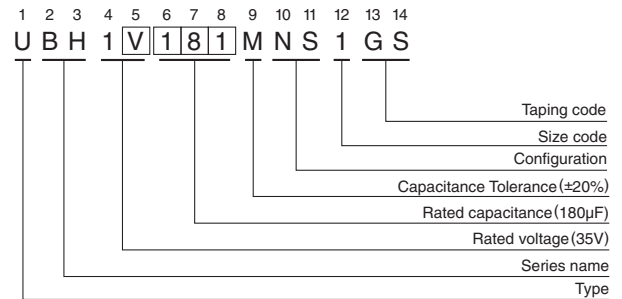 1 2 3 4 5 6 7 8 9 10 11 12 13 14
U B H 1 V 1 8 1 M N S 1 G S
Taping code
Size code
Configuration
Capacitance Tolerance (±20%)
Rated capacitance (180µF)
Rated voltage (35V)
Series name
Type